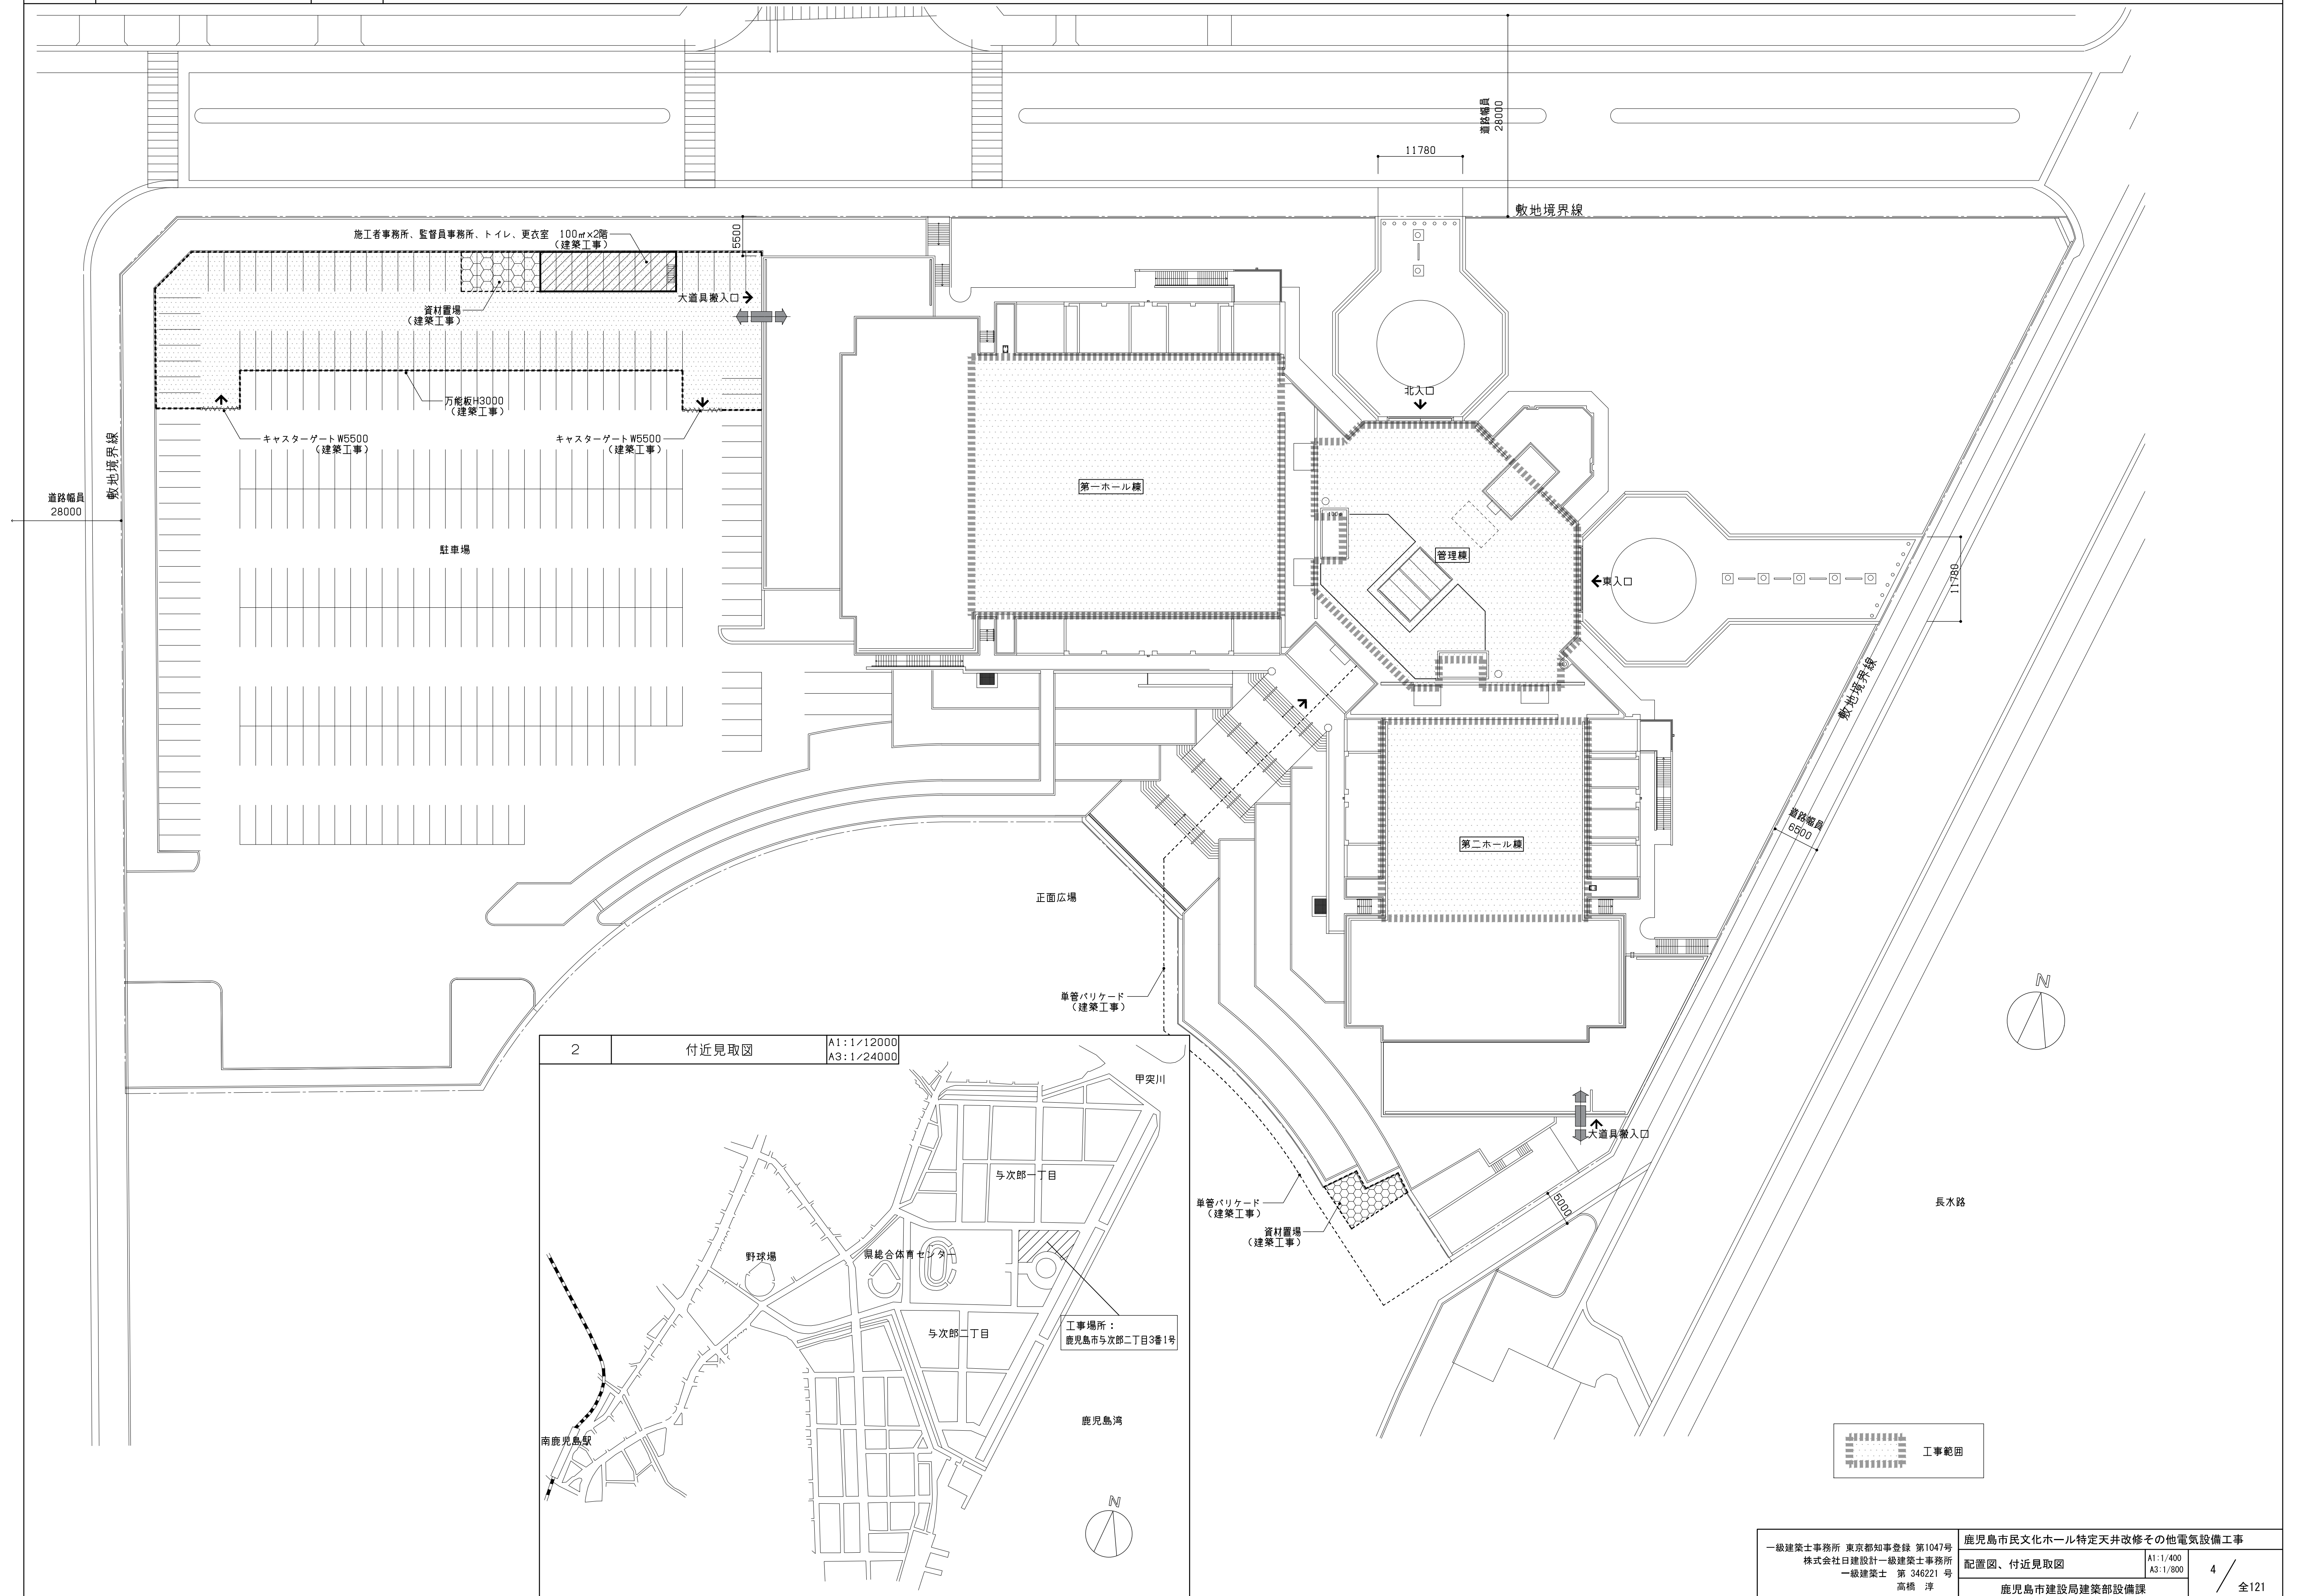 道路幅員
28000
11780
敷地境界線
施工者事務所、監督員事務所、トイレ、更衣室　100㎡×2階
（建築工事）
5500
大道具搬入口
資材置場
（建築工事）
万能板H3000
（建築工事）
キャスターゲートW5500
（建築工事）
キャスターゲートW5500
（建築工事）
敷地境界線
道路幅員
28000
駐車場
第一ホール棟
北入口
管理棟
東入口
11780
敷地境界線
道路幅員
6500
第二ホール棟
正面広場
単管バリケード
（建築工事）
N
大道具搬入口
単管バリケード
（建築工事）
資材置場
（建築工事）
5000
長水路
2
付近見取図
A1:1/12000
A3:1/24000
甲突川
与次郎一丁目
野球場
県総合体育センター
与次郎二丁目
工事場所：
鹿児島市与次郎二丁目3番1号
鹿児島湾
南鹿児島駅
N
工事範囲
一級建築士事務所 東京都知事登録 第1047号
株式会社日建設計一級建築士事務所
一級建築士　第 346221 号
高橋　淳
鹿児島市民文化ホール特定天井改修その他電気設備工事
配置図、付近見取図
A1:1/400
A3:1/800
4
全121
鹿児島市建設局建築部設備課